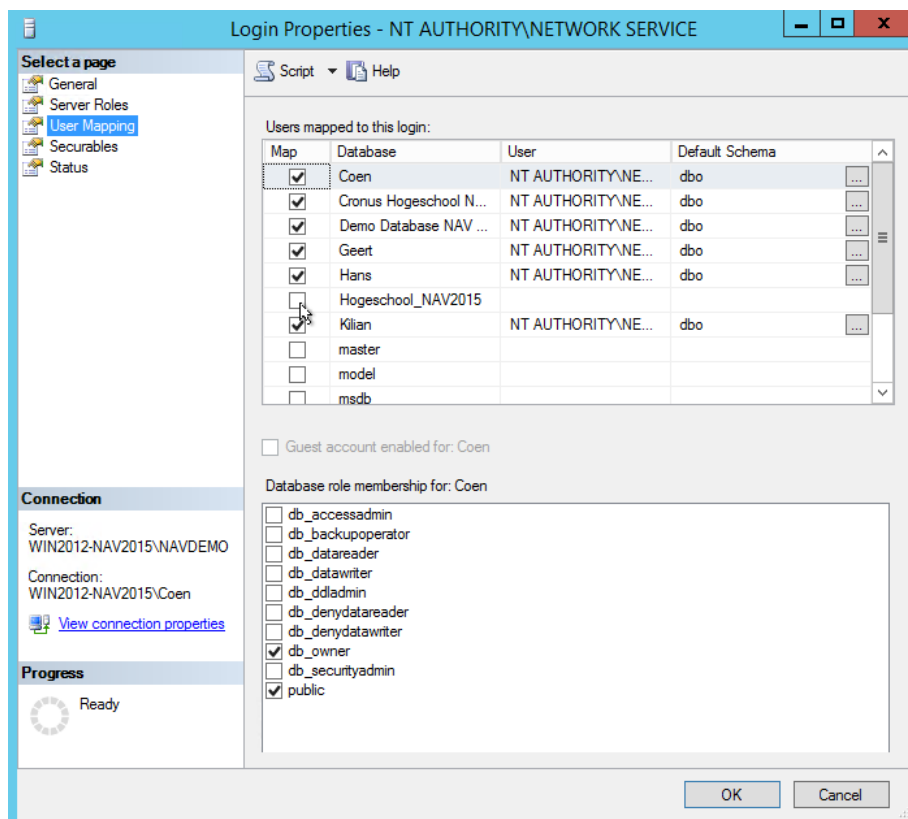 Login Properties - NT AUTHORITY\NETWORK SERVICE
Select a page
General
Server Roles
User Mapping
Securables
Status
Script Help
Users mapped to this login:
Map Database User Default Schema
Coen NT AUTHORITY\NE... dbo ...
Cronus Hogeschool N... NT AUTHORITY\NE... dbo ...
Demo Database NAV ... NT AUTHORITY\NE... dbo ...
Geert NT AUTHORITY\NE... dbo ...
Hans NT AUTHORITY\NE... dbo ...
Hogeschool_NAV2015
Kilian NT AUTHORITY\NE... dbo ...
master
model
msdb
Guest account enabled for: Coen
Database role membership for: Coen
db_accessadmin
db_backupoperator
db_datareader
db_datawriter
db_ddladmin
db_denydatareader
db_denydatawriter
db_owner
db_securityadmin
public
Connection
Server:
WIN2012-NAV2015\NAVDEMO
Connection:
WIN2012-NAV2015\Coen
View connection properties
Progress
Ready
OK Cancel